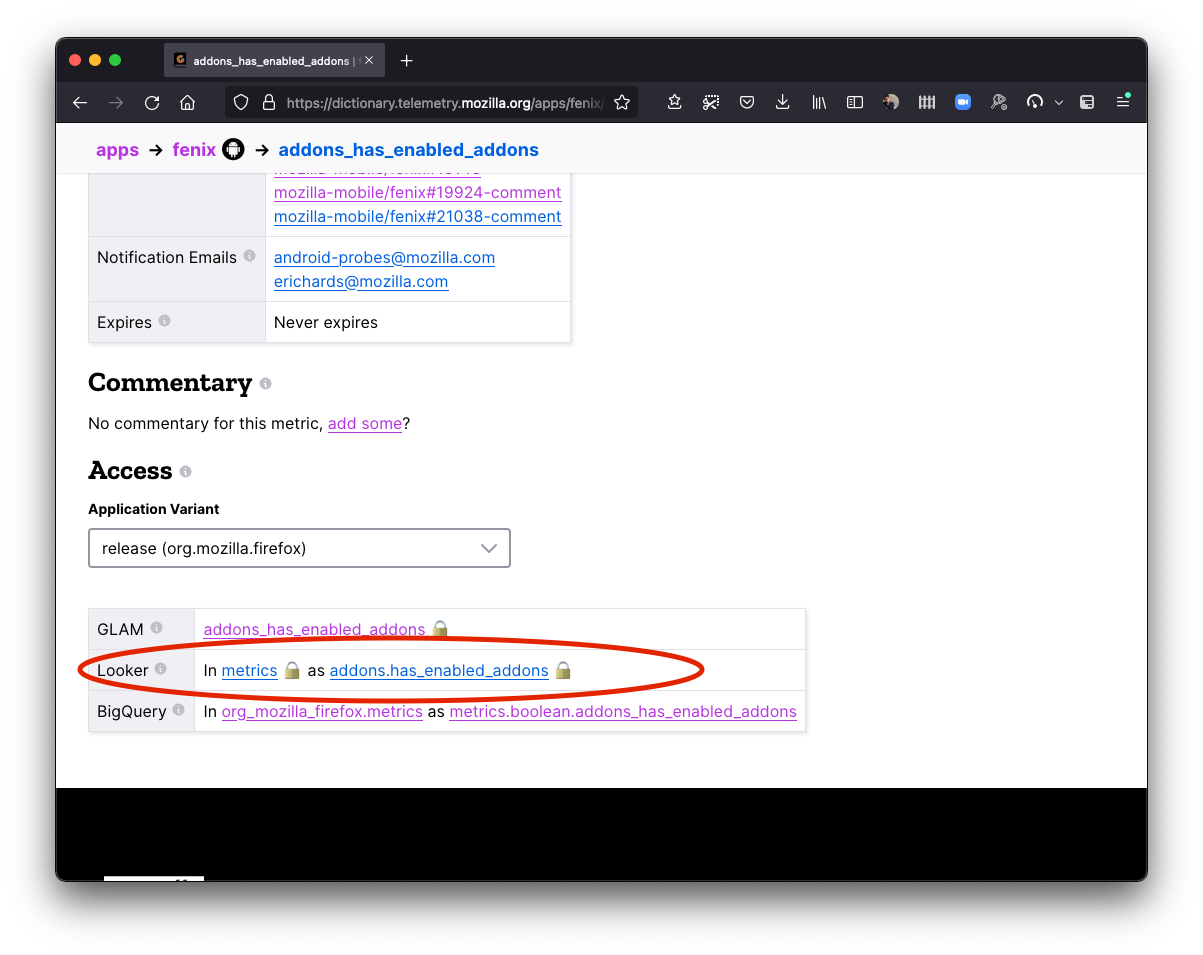 addons_has_enabled_addons |
https://dictionary.telemetry.mozilla.org/apps/fenix/
apps → fenix → addons_has_enabled_addons
mozilla-mobile/fenix#19924-comment
mozilla-mobile/fenix#21038-comment
Notification Emails
android-probes@mozilla.com
erichards@mozilla.com
Expires
Never expires
Commentary
No commentary for this metric, add some?
Access
Application Variant
release (org.mozilla.firefox)
GLAM
addons_has_enabled_addons
Looker
In metrics as addons.has_enabled_addons
BigQuery
In org_mozilla_firefox.metrics as metrics.boolean.addons_has_enabled_addons